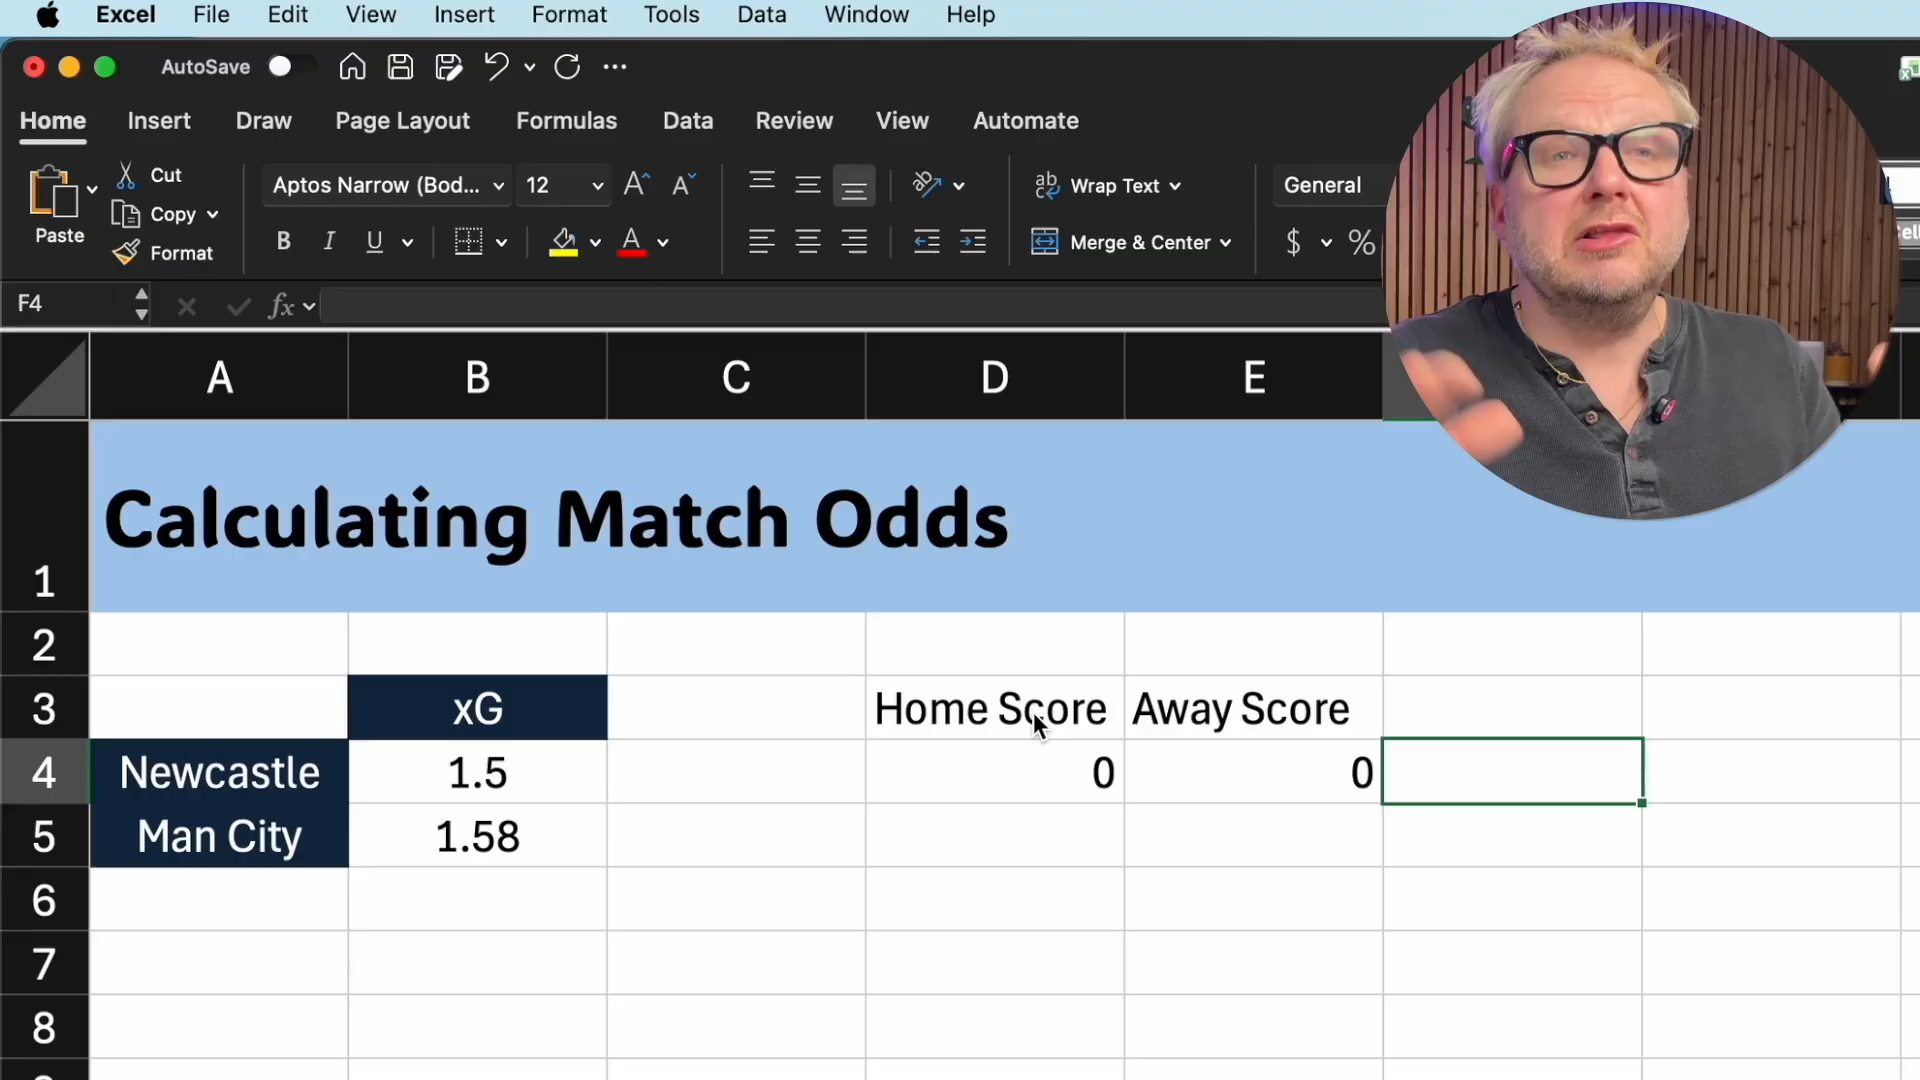 Excel File Edit View Insert Format Tools Data Window Help
AutoSave
Home Insert Draw Page Layout Formulas Data Review View Automate
Cut
Copy
Format
Paste
Aptos Narrow (Bod... 12
Wrap Text
General
B I U
Merge & Center
$ %
F4
fx
A B C D E
Calculating Match Odds
1
2
3 xG Home Score Away Score
4 Newcastle 1.5 0 0
5 Man City 1.58
6
7
8